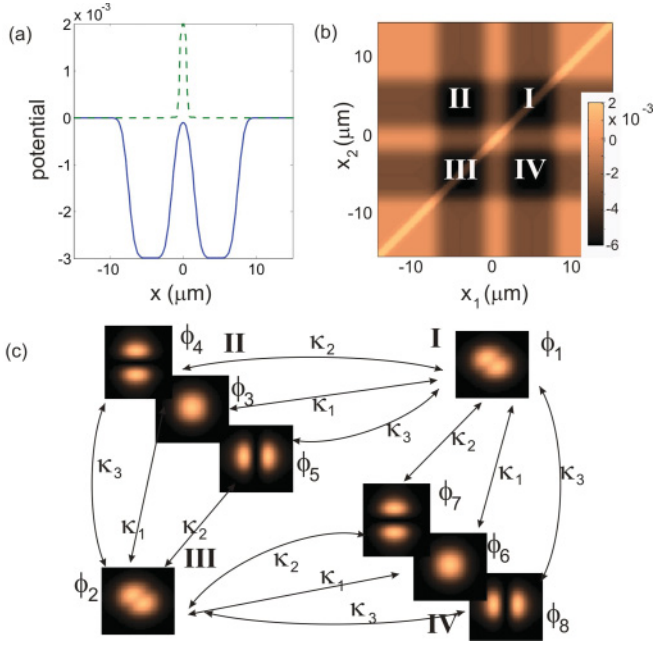 (a)
x 10⁻³
2
1
0
-1
-2
-3
potential
-10
0
10
x (μm)
(b)
10
0
-10
x₂ (μm)
II
I
III
IV
2
x 10⁻³
0
-2
-4
-6
-10
0
10
x₁ (μm)
(c)
ϕ₄
II
κ₂
I
ϕ₁
ϕ₃
κ₁
κ₃
ϕ₅
κ₂
κ₁
κ₃
κ₃
κ₁
κ₂
ϕ₇
ϕ₆
III
κ₂
ϕ₂
κ₁
κ₃
IV
ϕ₈